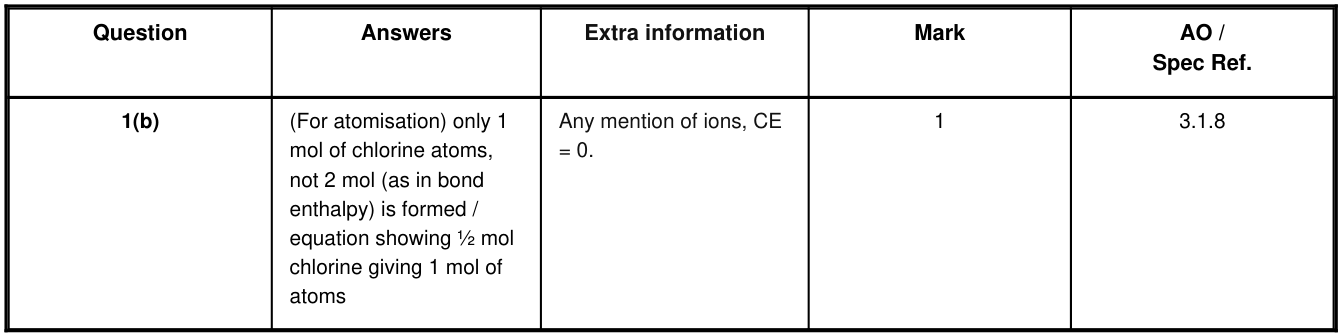 Question Answers Extra information Mark AO /
Spec Ref.
1(b) (For atomisation) only 1 Any mention of ions, CE 1 3.1.8
mol of chlorine atoms, = 0.
not 2 mol (as in bond
enthalpy) is formed /
equation showing ½ mol
chlorine giving 1 mol of
atoms